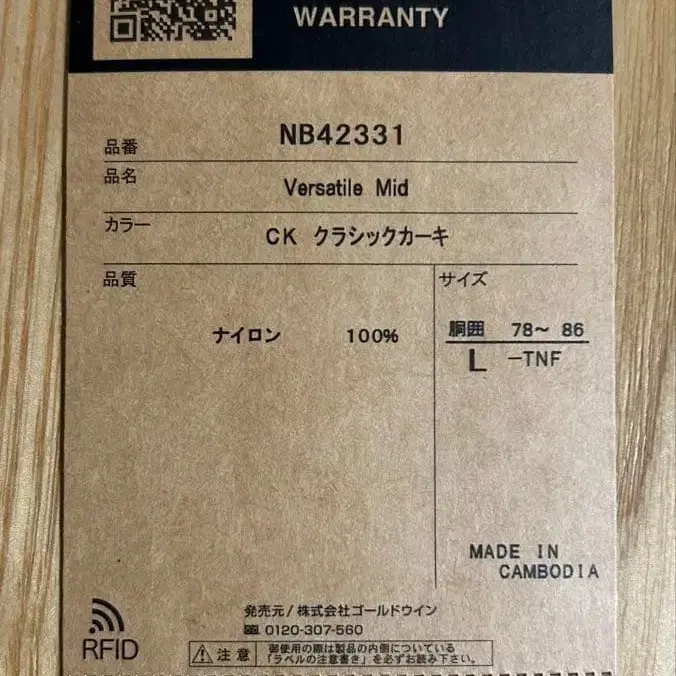 WARRANTY
品番 NB42331
品名 Versatile Mid
カラー CK クラシックカーキ
品質
サイズ
ナイロン 100%
胴囲 78〜 86
L -TNF
MADE IN
CAMBODIA
発売元/株式会社ゴールドウイン
0120-307-560
RFID
注意
御使用の際は製品の内側についている
「ラベルの注意書き」を必ずお読み下さい。